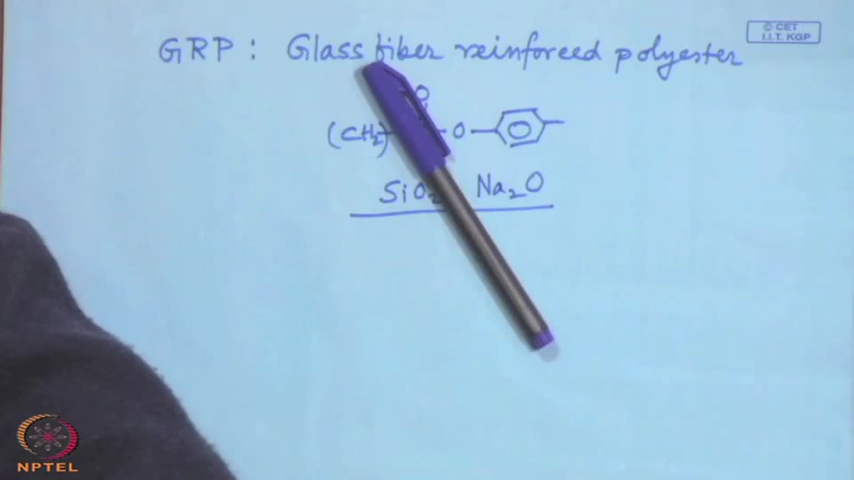 © CET
I.I.T. KGP
GRP : Glass fiber reinforced polyester
O
(CH2) O
SiO2 Na2O
NPTEL